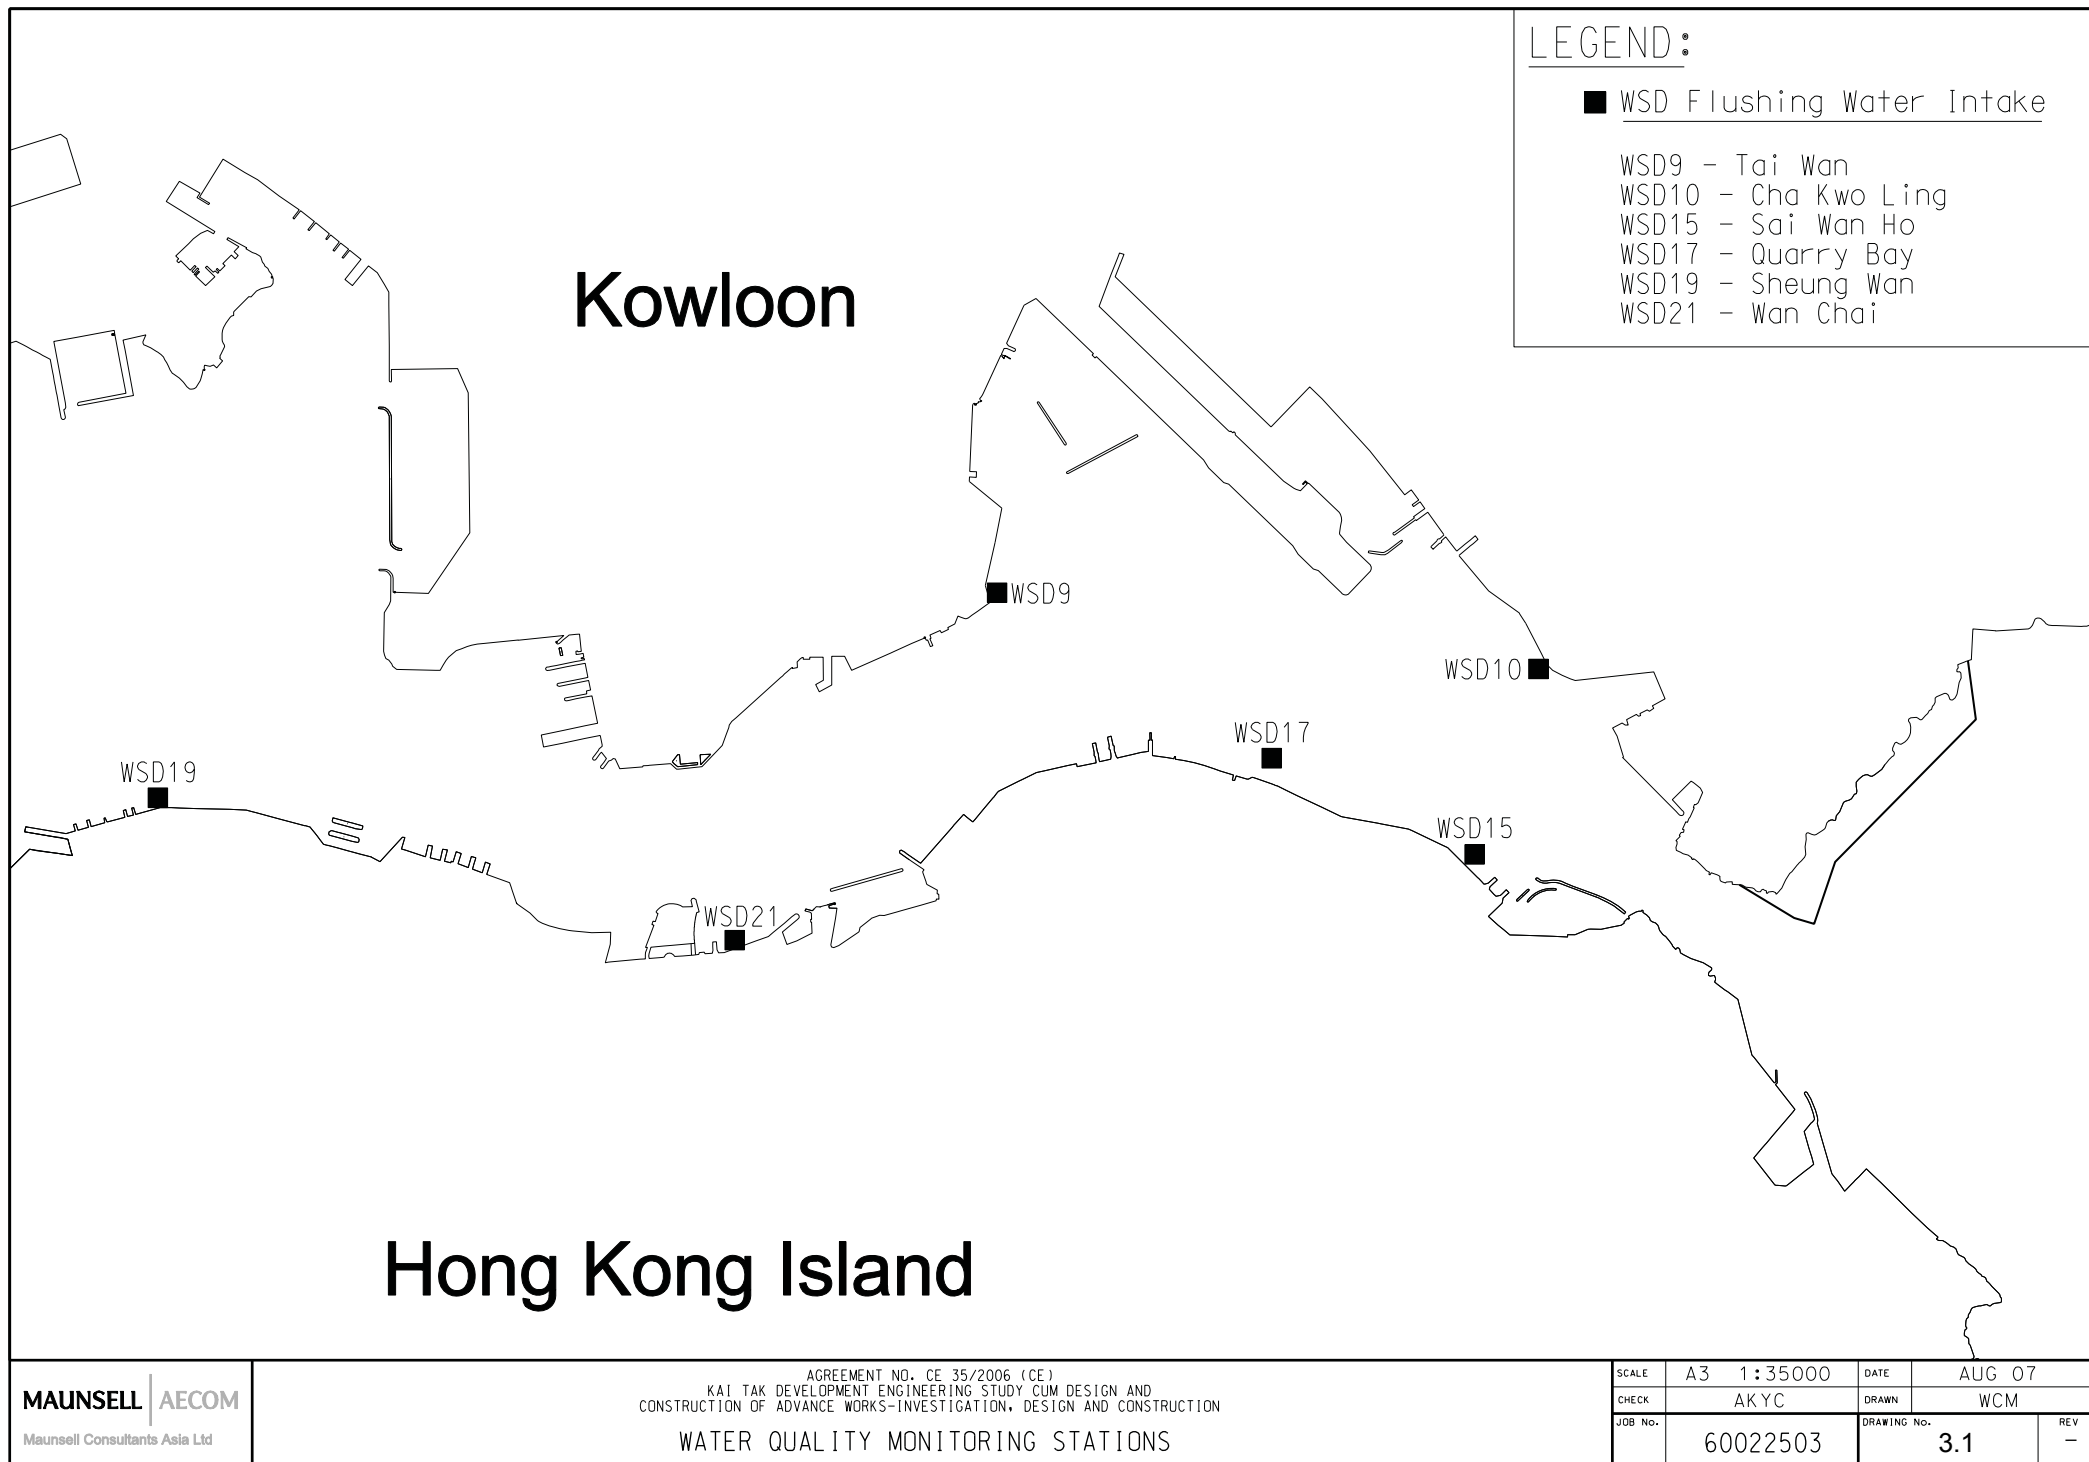 LEGEND:
WSD Flushing Water Intake
WSD9 - Tai Wan
WSD10 - Cha Kwo Ling
WSD15 - Sai Wan Ho
WSD17 - Quarry Bay
WSD19 - Sheung Wan
WSD21 - Wan Chai
Kowloon
WSD9
WSD10
WSD17
WSD19
WSD15
WSD21
Hong Kong Island
MAUNSELL | AECOM
Maunsell Consultants Asia Ltd
AGREEMENT NO. CE 35/2006 (CE)
KAI TAK DEVELOPMENT ENGINEERING STUDY CUM DESIGN AND
CONSTRUCTION OF ADVANCE WORKS-INVESTIGATION, DESIGN AND CONSTRUCTION
WATER QUALITY MONITORING STATIONS
SCALE A3 1:35000 DATE AUG 07
CHECK AKYC DRAWN WCM
JOB No. 60022503 DRAWING No. 3.1 REV -